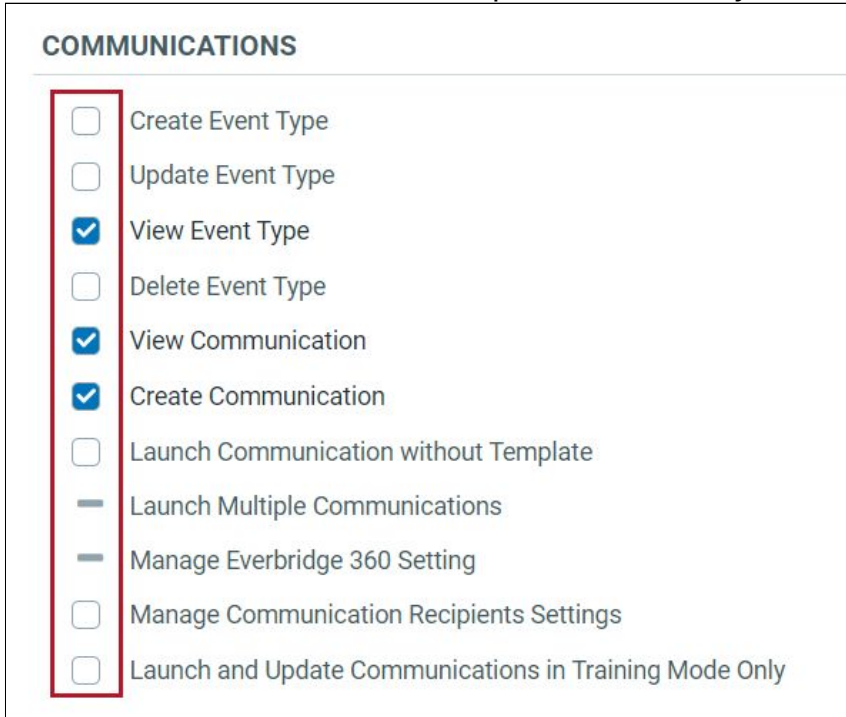 COMMUNICATIONS
Create Event Type
Update Event Type
View Event Type
Delete Event Type
View Communication
Create Communication
Launch Communication without Template
Launch Multiple Communications
Manage Everbridge 360 Setting
Manage Communication Recipients Settings
Launch and Update Communications in Training Mode Only